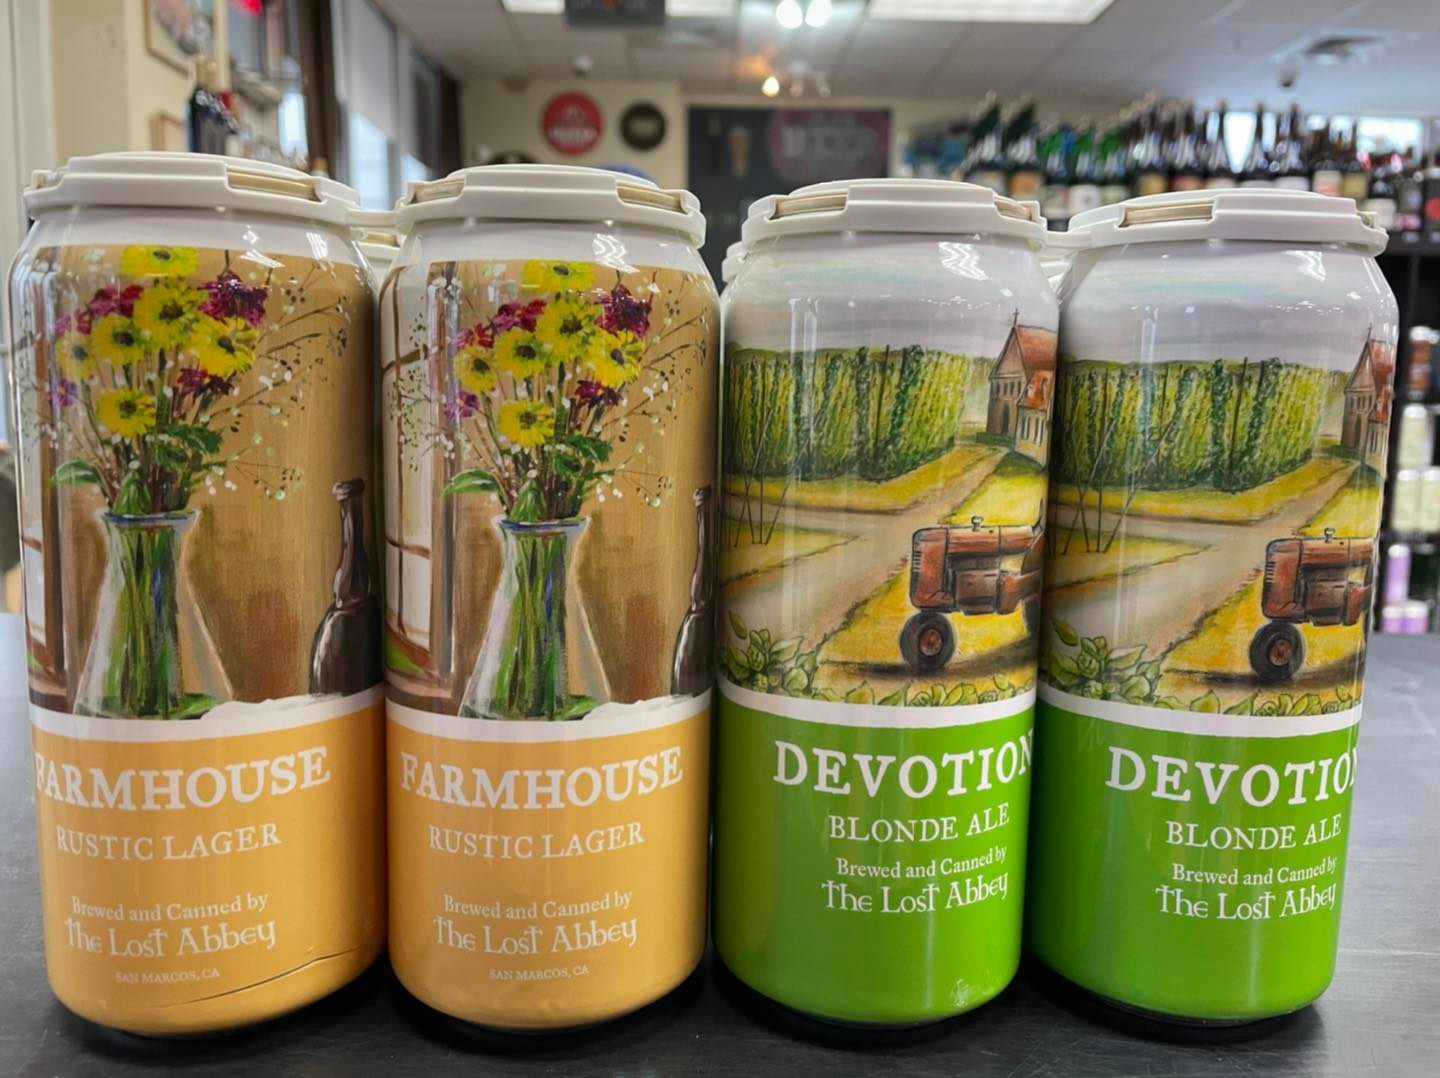 FARMHOUSE
RUSTIC LAGER
Brewed and Canned by
The Lost Abbey
SAN MARCOS, CA
FARMHOUSE
RUSTIC LAGER
Brewed and Canned by
The Lost Abbey
SAN MARCOS, CA
DEVOTION
BLONDE ALE
Brewed and Canned by
The Lost Abbey
DEVOTION
BLONDE ALE
Brewed and Canned by
The Lost Abbey